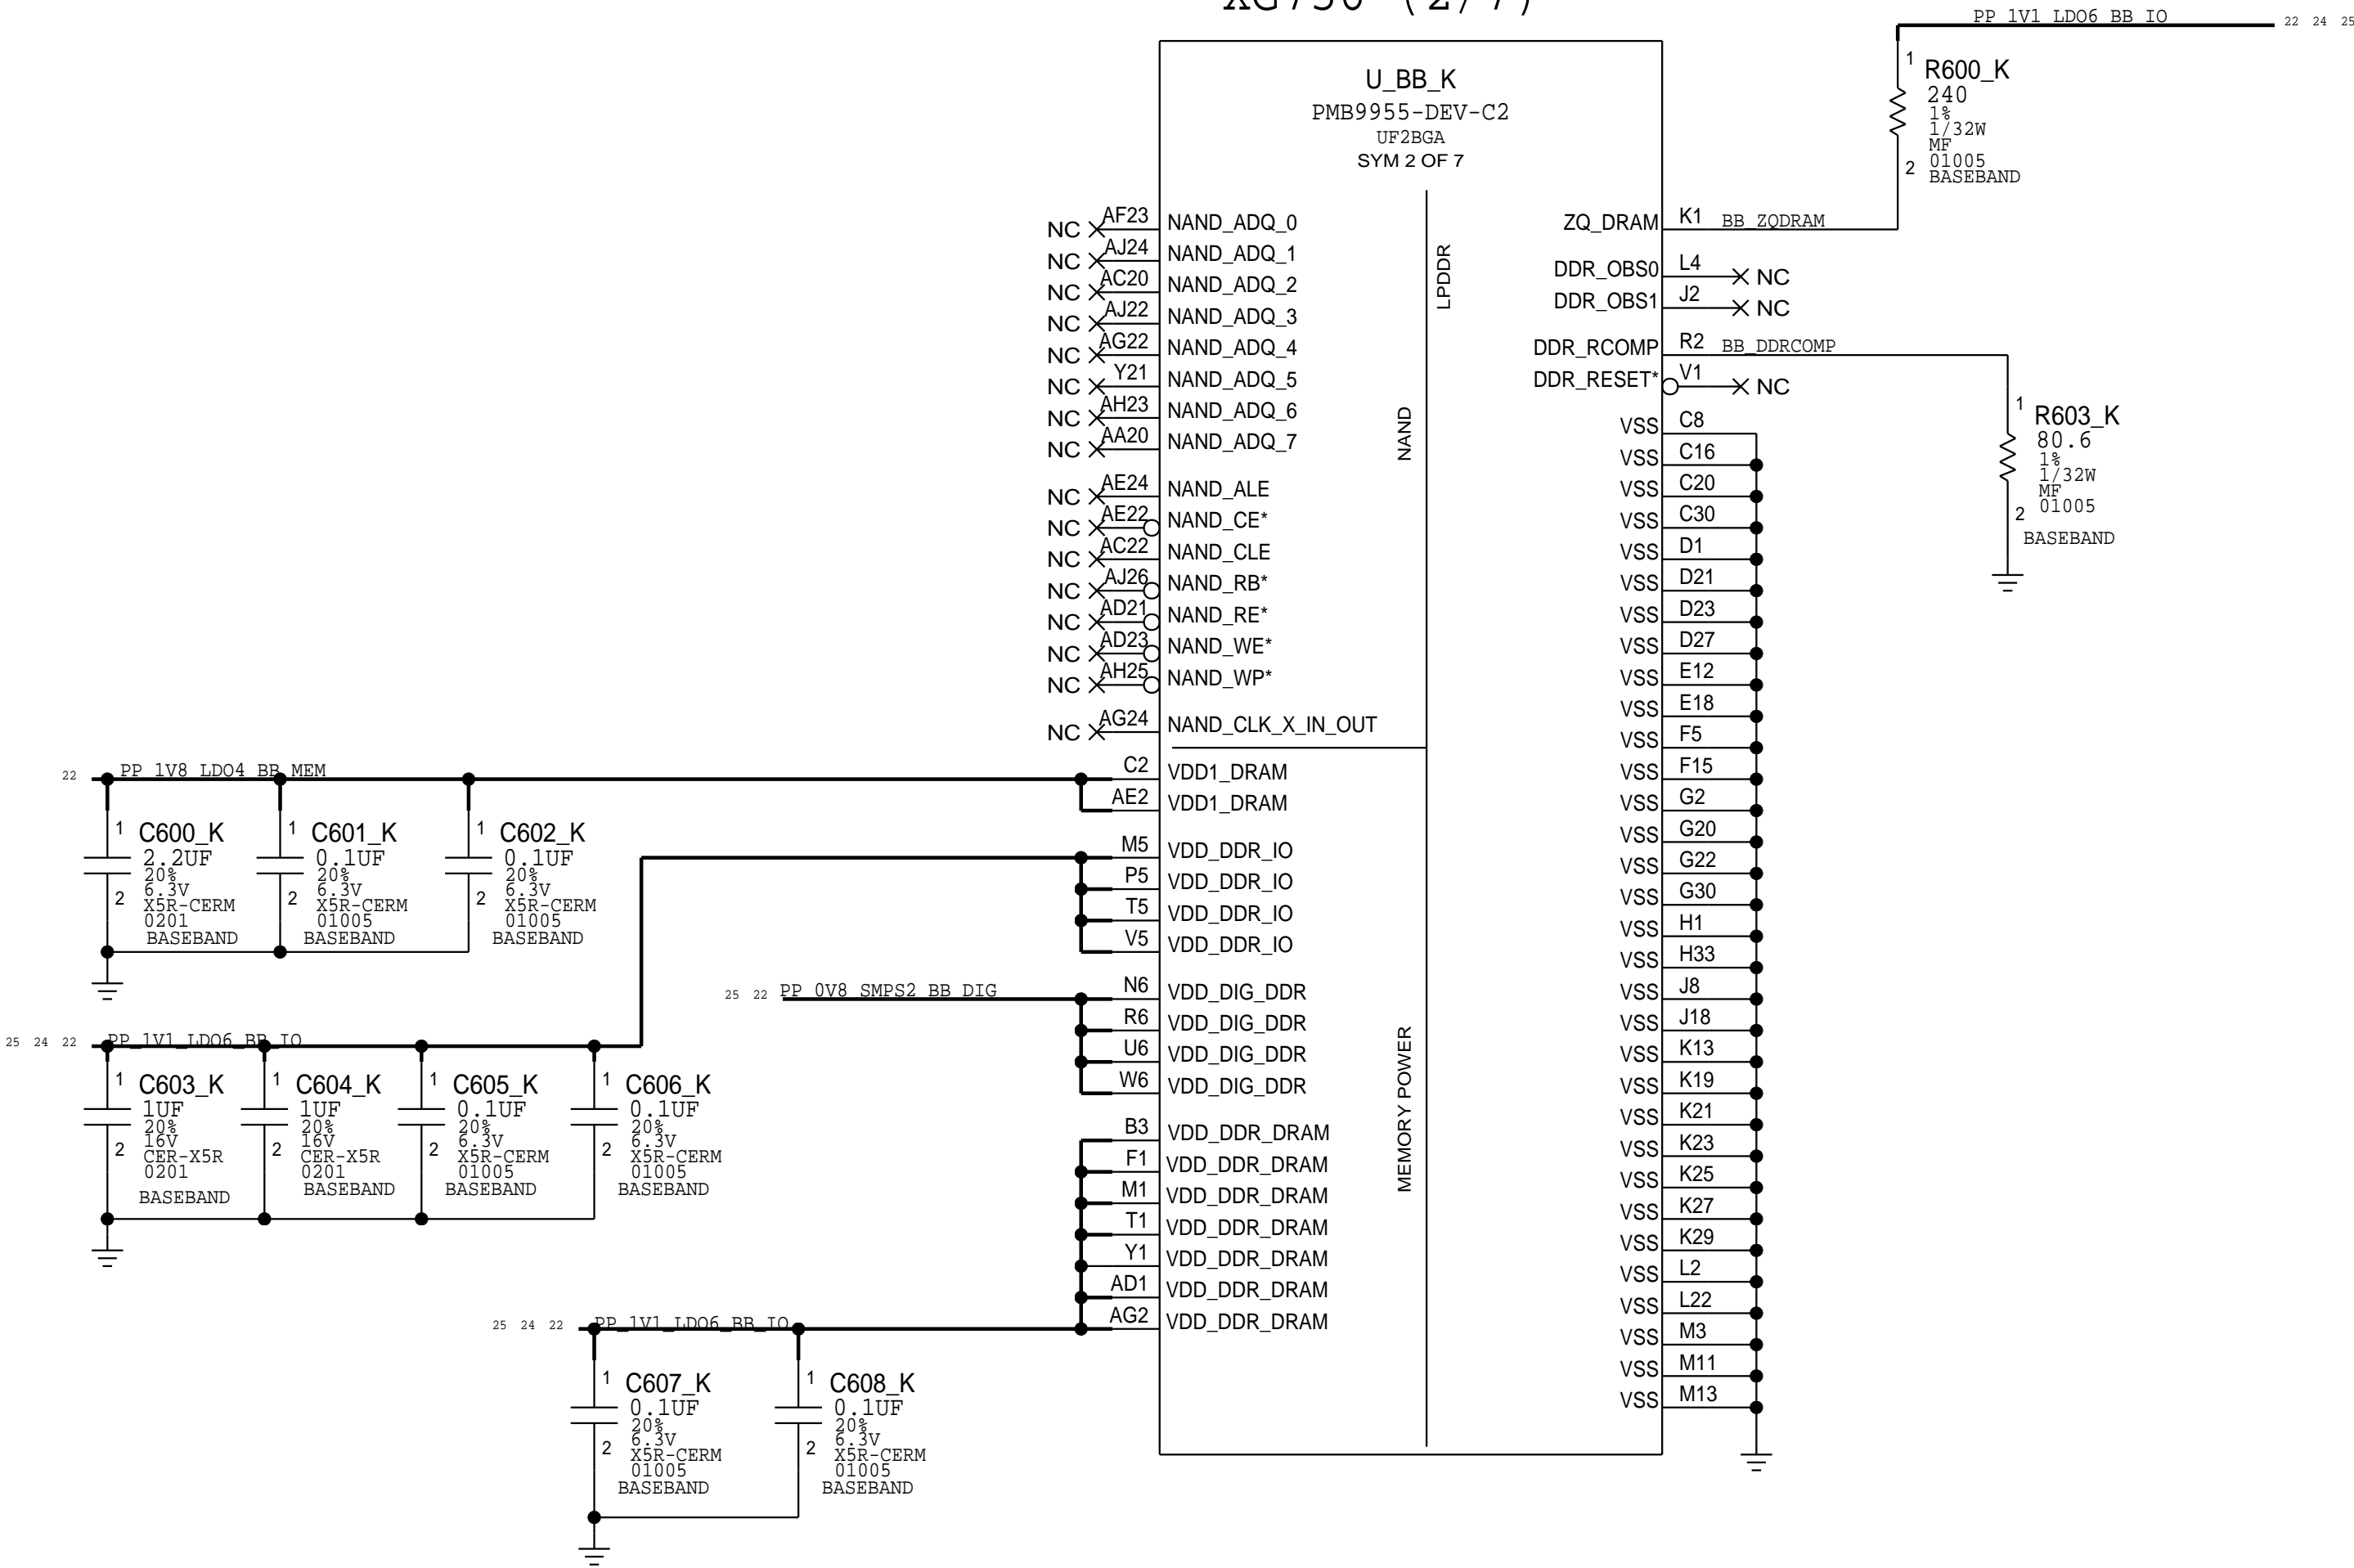 XG756 (2/7)
PP_1V1_LDO6_BB_IO 22 24 25
U_BB_K
PMB9955-DEV-C2
UF2BGA
SYM 2 OF 7
1 R600_K
240
1%
1/32W
MF
2 01005
BASEBAND
NC AF23 NAND_ADQ_0
NC AJ24 NAND_ADQ_1
NC AC20 NAND_ADQ_2
NC AJ22 NAND_ADQ_3
NC AG22 NAND_ADQ_4
NC Y21 NAND_ADQ_5
NC AH23 NAND_ADQ_6
NC AA20 NAND_ADQ_7
NC AE24 NAND_ALE
NC AE22 NAND_CE*
NC AC22 NAND_CLE
NC AJ26 NAND_RB*
NC AD21 NAND_RE*
NC AD23 NAND_WE*
NC AH25 NAND_WP*
NC AG24 NAND_CLK_X_IN_OUT
LPDDR
NAND
MEMORY POWER
ZQ_DRAM K1 BB_ZQDRAM
DDR_OBS0 L4 NC
DDR_OBS1 J2 NC
DDR_RCOMP R2 BB_DDRCOMP
DDR_RESET* V1 NC
1 R603_K
80.6
1%
1/32W
MF
2 01005
BASEBAND
VSS C8
VSS C16
VSS C20
VSS C30
VSS D1
VSS D21
VSS D23
VSS D27
VSS E12
VSS E18
VSS F5
VSS F15
VSS G2
VSS G20
VSS G22
VSS G30
VSS H1
VSS H33
VSS J8
VSS J18
VSS K13
VSS K19
VSS K21
VSS K23
VSS K25
VSS K27
VSS K29
VSS L2
VSS L22
VSS M3
VSS M11
VSS M13
22 PP_1V8_LDO4_BB_MEM
C2 VDD1_DRAM
AE2 VDD1_DRAM
1 C600_K
2.2UF
20%
6.3V
2 X5R-CERM
0201
BASEBAND
1 C601_K
0.1UF
20%
6.3V
2 X5R-CERM
01005
BASEBAND
1 C602_K
0.1UF
20%
6.3V
2 X5R-CERM
01005
BASEBAND
M5 VDD_DDR_IO
P5 VDD_DDR_IO
T5 VDD_DDR_IO
V5 VDD_DDR_IO
25 22 PP_0V8_SMPS2_BB_DIG
N6 VDD_DIG_DDR
R6 VDD_DIG_DDR
U6 VDD_DIG_DDR
W6 VDD_DIG_DDR
25 24 22 PP_1V1_LDO6_BB_IO
1 C603_K
1UF
20%
16V
2 CER-X5R
0201
BASEBAND
1 C604_K
1UF
20%
16V
2 CER-X5R
0201
BASEBAND
1 C605_K
0.1UF
20%
6.3V
2 X5R-CERM
01005
BASEBAND
1 C606_K
0.1UF
20%
6.3V
2 X5R-CERM
01005
BASEBAND
B3 VDD_DDR_DRAM
F1 VDD_DDR_DRAM
M1 VDD_DDR_DRAM
T1 VDD_DDR_DRAM
Y1 VDD_DDR_DRAM
AD1 VDD_DDR_DRAM
AG2 VDD_DDR_DRAM
25 24 22 PP_1V1_LDO6_BB_IO
1 C607_K
0.1UF
20%
6.3V
2 X5R-CERM
01005
BASEBAND
1 C608_K
0.1UF
20%
6.3V
2 X5R-CERM
01005
BASEBAND